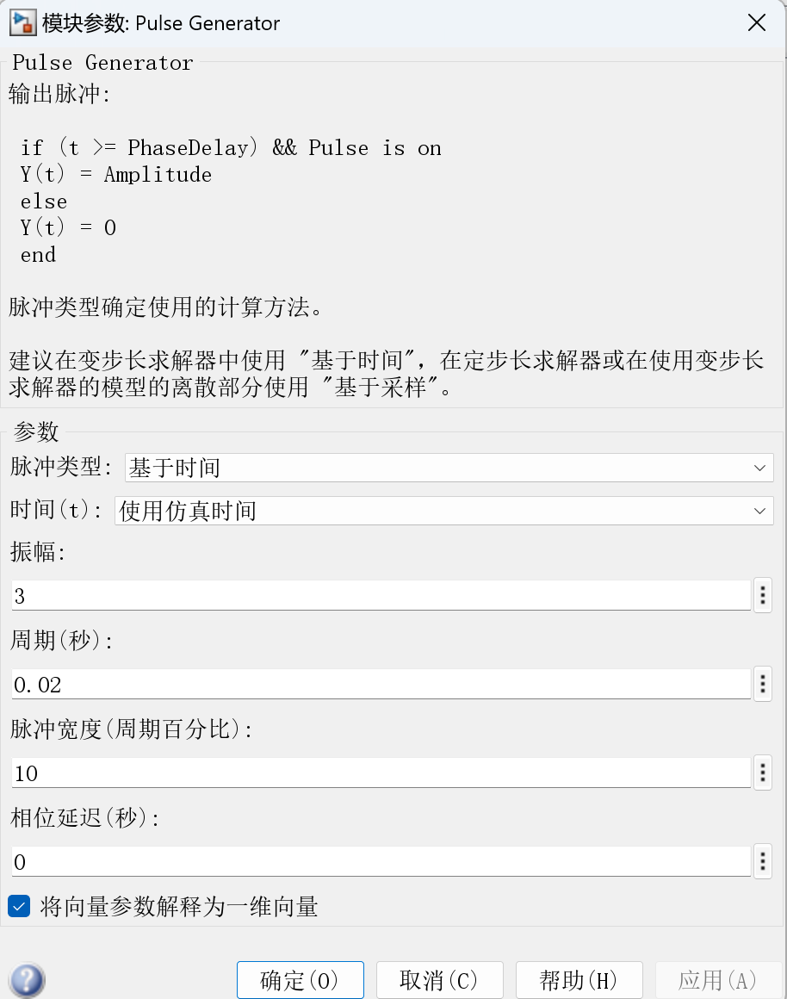 模块参数: Pulse Generator
Pulse Generator
输出脉冲:
if (t >= PhaseDelay) && Pulse is on
Y(t) = Amplitude
else
Y(t) = 0
end
脉冲类型确定使用的计算方法。
建议在变步长求解器中使用 "基于时间", 在定步长求解器或在使用变步长
求解器的模型的离散部分使用 "基于采样"。
参数
脉冲类型: 基于时间
时间(t): 使用仿真时间
振幅:
3
周期(秒):
0.02
脉冲宽度(周期百分比):
10
相位延迟(秒):
0
将向量参数解释为一维向量
? 确定(O) 取消(C) 帮助(H) 应用(A)